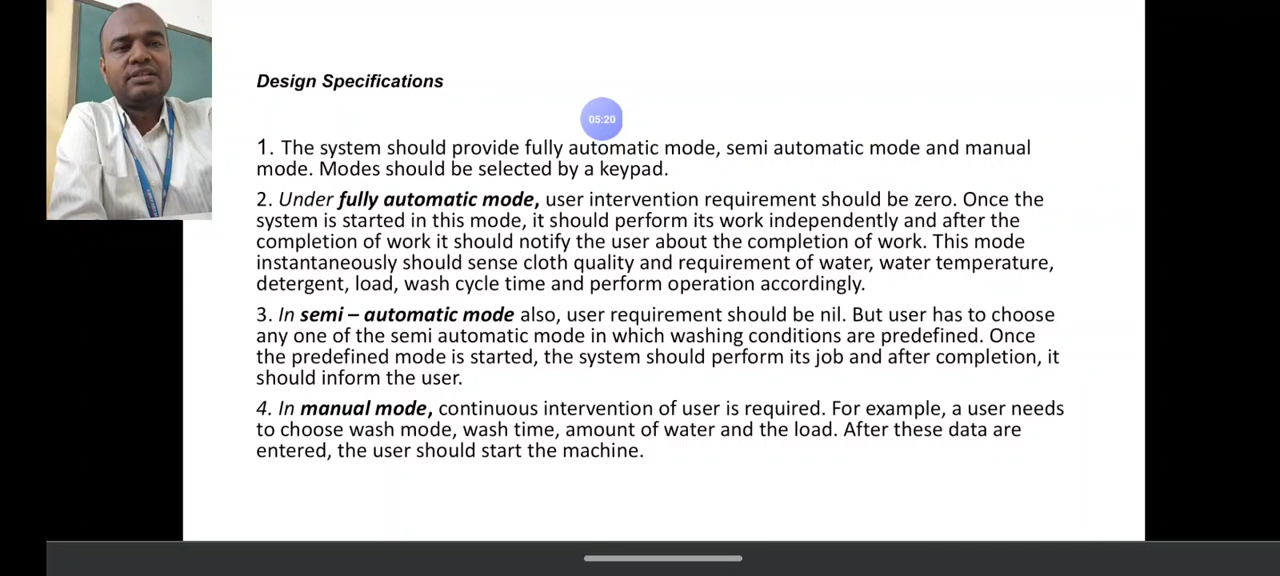 Design Specifications
05:20
1. The system should provide fully automatic mode, semi automatic mode and manual
mode. Modes should be selected by a keypad.
2. Under fully automatic mode, user intervention requirement should be zero. Once the
system is started in this mode, it should perform its work independently and after the
completion of work it should notify the user about the completion of work. This mode
instantaneously should sense cloth quality and requirement of water, water temperature,
detergent, load, wash cycle time and perform operation accordingly.
3. In semi – automatic mode also, user requirement should be nil. But user has to choose
any one of the semi automatic mode in which washing conditions are predefined. Once
the predefined mode is started, the system should perform its job and after completion, it
should inform the user.
4. In manual mode, continuous intervention of user is required. For example, a user needs
to choose wash mode, wash time, amount of water and the load. After these data are
entered, the user should start the machine.